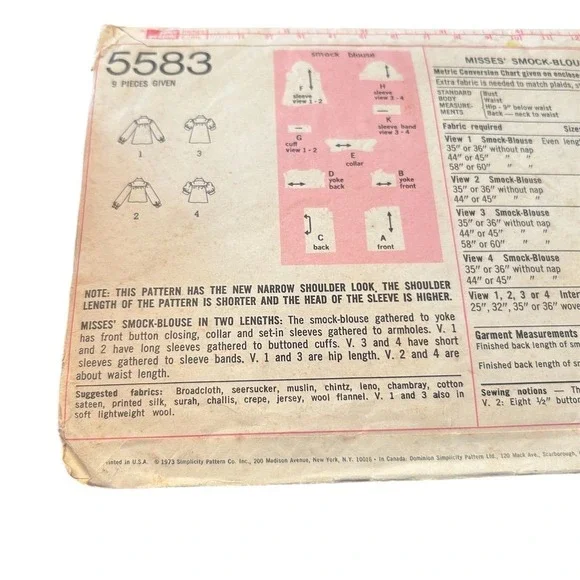 5583
9 PIECES GIVEN
1
3
2
4
smock blouse
F
sleeve
view 1 - 2
H
sleeve
view 3 - 4
G
cuff
view 1 - 2
K
sleeve band
view 3 - 4
E
collar
D
yoke
back
B
yoke
front
C
back
A
front
NOTE: THIS PATTERN HAS THE NEW NARROW SHOULDER LOOK, THE SHOULDER
LENGTH OF THE PATTERN IS SHORTER AND THE HEAD OF THE SLEEVE IS HIGHER.
MISSES' SMOCK-BLOUSE IN TWO LENGTHS: The smock-blouse gathered to yoke
has front button closing, collar and set-in sleeves gathered to armholes. V. 1
and 2 have long sleeves gathered to buttoned cuffs. V. 3 and 4 have short
sleeves gathered to sleeve bands. V. 1 and 3 are hip length. V. 2 and 4 are
about waist length.
Suggested fabrics: Broadcloth, seersucker, muslin, chintz, leno, chambray, cotton
sateen, printed silk, surah, challis, crepe, jersey, wool flannel. V. 1 and 3 also in
soft lightweight wool.
printed in U.S.A. © 1973 Simplicity Pattern Co. Inc., 200 Madison Avenue, New York, N.Y. 10016 • In Canada: Dominion Simplicity Pattern Ltd., 120 Mack Ave., Scarborough,
MISSES' SMOCK-BLOU
Metric Conversion Chart given on enclose
Extra fabric is needed to match plaids, s
STANDARD Bust
BODY Waist
MEASURE- Hip - 9" below waist
MENTS Back — neck to waist
Fabric required Size
View 1 Smock-Blouse Even leng
35" or 36" without nap
44" or 45" " "
58" or 60" " "
View 2 Smock-Blouse
35" or 36" without nap
44" or 45" " "
View 3 Smock-Blouse
35" or 36" without nap
44" or 45" " "
58" or 60" " "
View 4 Smock-Blouse
35" or 36" without nap
44" or 45" " "
View 1, 2, 3 or 4 Inter
25", 32", 35" or 36" wove
Garment Measurements
Finished back length of sm
Finished back length of sm
Sewing notions — Th
V. 2: Eight ½" button